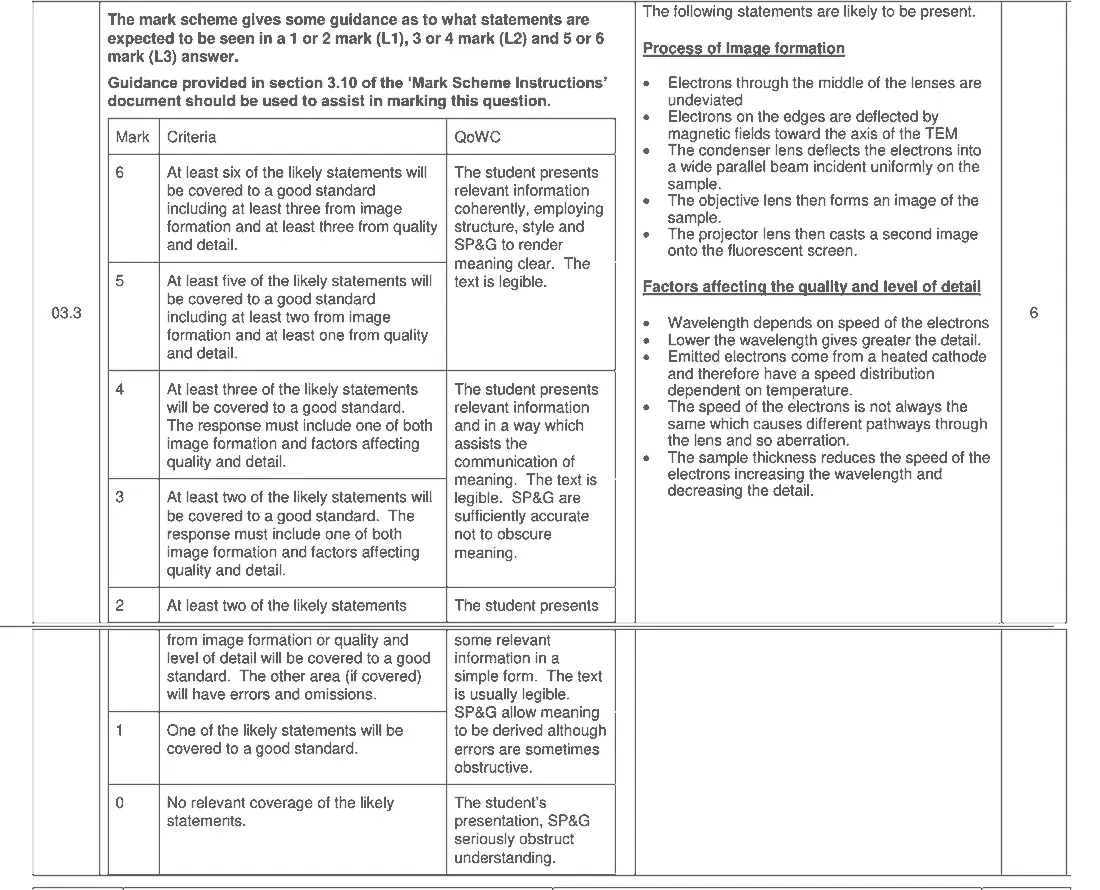 The mark scheme gives some guidance as to what statements are
expected to be seen in a 1 or 2 mark (L1), 3 or 4 mark (L2) and 5 or 6
mark (L3) answer.
Guidance provided in section 3.10 of the ‘Mark Scheme Instructions’
document should be used to assist in marking this question.
Mark Criteria QoWC
03.3
6
At least six of the likely statements will
be covered to a good standard
including at least three from image
formation and at least three from quality
and detail.
The student presents
relevant information
coherently, employing
structure, style and
SP&G to render
meaning clear. The
text is legible.
5
At least five of the likely statements will
be covered to a good standard
including at least two from image
formation and at least one from quality
and detail.
4
At least three of the likely statements
will be covered to a good standard.
The response must include one of both
image formation and factors affecting
quality and detail.
The student presents
relevant information
and in a way which
assists the
communication of
meaning. The text is
legible. SP&G are
sufficiently accurate
not to obscure
meaning.
3
At least two of the likely statements will
be covered to a good standard. The
response must include one of both
image formation and factors affecting
quality and detail.
2
At least two of the likely statements
The student presents
from image formation or quality and
level of detail will be covered to a good
standard. The other area (if covered)
will have errors and omissions.
some relevant
information in a
simple form. The text
is usually legible.
SP&G allow meaning
to be derived although
errors are sometimes
obstructive.
1
One of the likely statements will be
covered to a good standard.
0
No relevant coverage of the likely
statements.
The student’s
presentation, SP&G
seriously obstruct
understanding.
The following statements are likely to be present.
Process of Image formation
• Electrons through the middle of the lenses are
undeviated
• Electrons on the edges are deflected by
magnetic fields toward the axis of the TEM
• The condenser lens deflects the electrons into
a wide parallel beam incident uniformly on the
sample.
• The objective lens then forms an image of the
sample.
• The projector lens then casts a second image
onto the fluorescent screen.
Factors affecting the quality and level of detail
• Wavelength depends on speed of the electrons
• Lower the wavelength gives greater the detail.
• Emitted electrons come from a heated cathode
and therefore have a speed distribution
dependent on temperature.
• The speed of the electrons is not always the
same which causes different pathways through
the lens and so aberration.
• The sample thickness reduces the speed of the
electrons increasing the wavelength and
decreasing the detail.
6